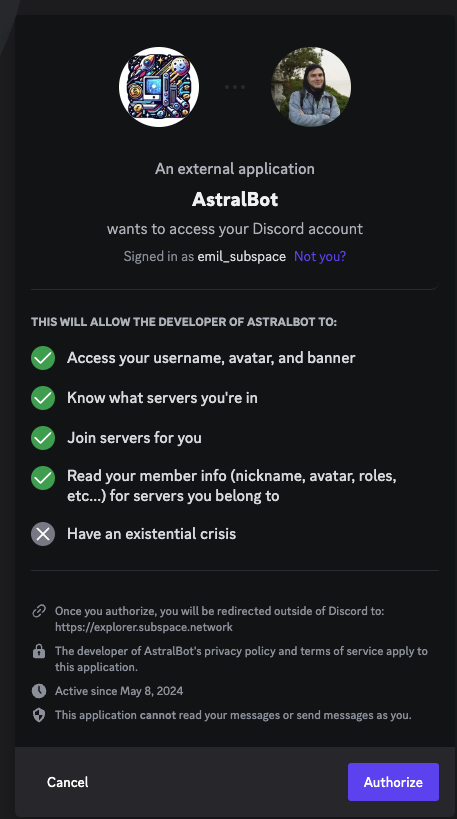 An external application
AstralBot
wants to access your Discord account
Signed in as emil_subspace Not you?
THIS WILL ALLOW THE DEVELOPER OF ASTRALBOT TO:
Access your username, avatar, and banner
Know what servers you're in
Join servers for you
Read your member info (nickname, avatar, roles,
etc...) for servers you belong to
Have an existential crisis
Once you authorize, you will be redirected outside of Discord to:
https://explorer.subspace.network
The developer of AstralBot's privacy policy and terms of service apply to
this application.
Active since May 8, 2024
This application cannot read your messages or send messages as you.
Cancel
Authorize